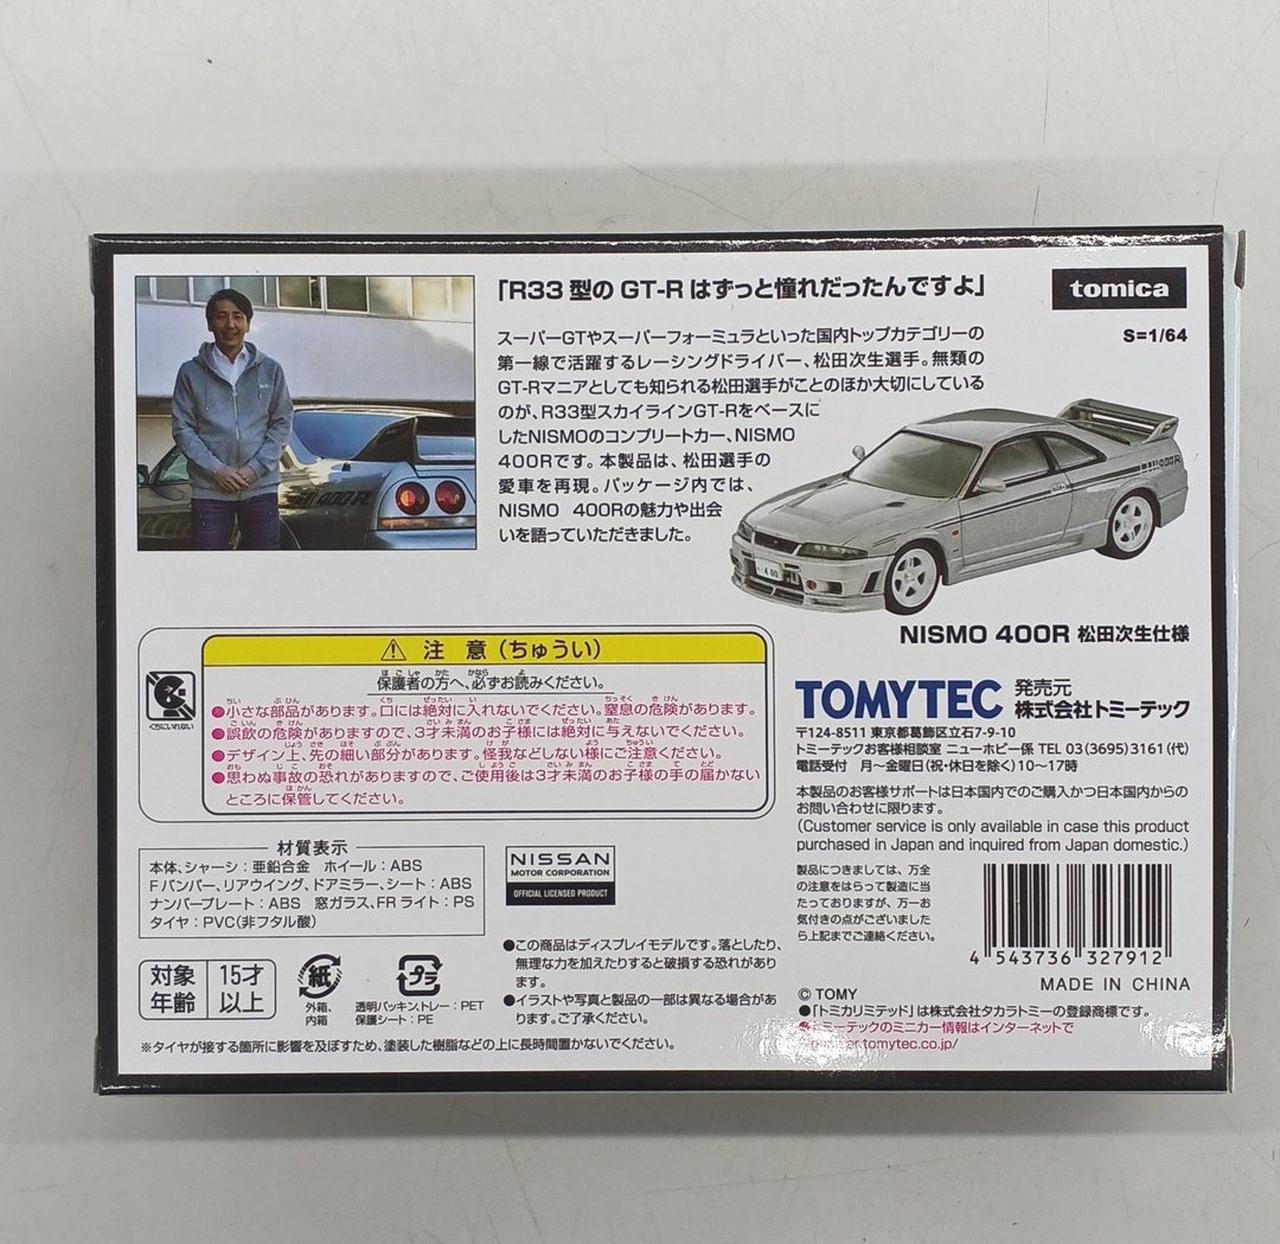 「R33 型の GT-R はずっと憧れだったんですよ」
tomica
S=1/64
スーパーGTやスーパーフォーミュラといった国内トップカテゴリーの
第一線で活躍するレーシングドライバー、松田次生選手。無類の
GT-Rマニアとしても知られる松田選手がことのほか大切にしている
のが、R33型スカイラインGT-Rをベースに
したNISMOのコンプリートカー、NISMO
400Rです。本製品は、松田選手の
愛車を再現。パッケージ内では、
NISMO 400Rの魅力や出会
いを語っていただきました。
400R
400R
NISMO 400R 松田次生仕様
注 意(ちゅうい)
保護者の方へ、必ずお読みください。
くちにいれない
●小さな部品があります。口には絶対に入れないでください。窒息の危険があります。
●誤飲の危険がありますので、3才未満のお子様には絶対に与えないでください。
●デザイン上、先の細い部分があります。怪我などしない様にご注意ください。
●思わぬ事故の恐れがありますので、ご使用後は3才未満のお子様の手の届かない
ところに保管してください。
TOMYTEC
発売元
株式会社トミーテック
〒124-8511 東京都葛飾区立石7-9-10
トミーテックお客様相談室 ニューホビー係 TEL 03(3695)3161(代)
電話受付 月〜金曜日(祝・休日を除く)10〜17時
本製品のお客様サポートは日本国内でのご購入かつ日本国内からの
お問い合わせに限ります。
(Customer service is only available in case this product
purchased in Japan and inquired from Japan domestic.)
製品につきましては、万全
の注意をはらって製造に当
たっておりますが、万一お
気付きの点がございました
ら上記までご連絡ください。
4 543736 327912
MADE IN CHINA
材質表示
本体、シャーシ：亜鉛合金 ホイール：ABS
Fバンパー、リアウイング、ドアミラー、シート：ABS
ナンバープレート：ABS 窓ガラス、FRライト：PS
タイヤ：PVC(非フタル酸)
NISSAN
MOTOR CORPORATION
OFFICIAL LICENSED PRODUCT
対象
年齢
15才
以上
紙
外箱、
内箱
プラ
透明パッキン、トレー：PET
保護シート：PE
●この商品はディスプレイモデルです。落としたり、
無理な力を加えたりすると破損する恐れがあり
ます。
●イラストや写真と製品の一部は異なる場合があ
ります。ご了承ください。
※タイヤが接する箇所に影響を及ぼすため、塗装した樹脂などの上に長時間置かないでください。
© TOMY
●「トミカリミテッド」は株式会社タカラトミーの登録商標です。
●トミーテックのミニカー情報はインターネットで
tomytec.co.jp/